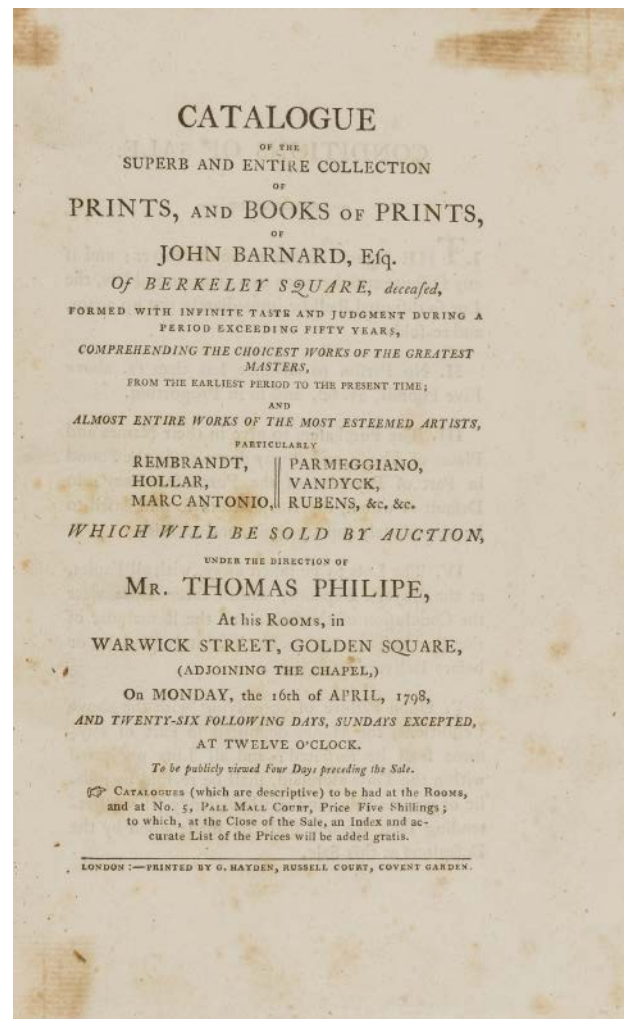 CATALOGUE
OF THE
SUPERB AND ENTIRE COLLECTION
OF
PRINTS, AND BOOKS OF PRINTS,
OF
JOHN BARNARD, Eſq.
Of BERKELEY SQUARE, deceaſed,
FORMED WITH INFINITE TASTE AND JUDGMENT DURING A
PERIOD EXCEEDING FIFTY YEARS,
COMPREHENDING THE CHOICEST WORKS OF THE GREATEST
MASTERS,
FROM THE EARLIEST PERIOD TO THE PRESENT TIME;
AND
ALMOST ENTIRE WORKS OF THE MOST ESTEEMED ARTISTS,
PARTICULARLY
REMBRANDT, || PARMEGGIANO,
HOLLAR, || VANDYCK,
MARC ANTONIO, || RUBENS, &c. &c.
WHICH WILL BE SOLD BY AUCTION,
UNDER THE DIRECTION OF
MR. THOMAS PHILIPE,
At his ROOMS, in
WARWICK STREET, GOLDEN SQUARE,
(ADJOINING THE CHAPEL,)
On MONDAY, the 16th of APRIL, 1798,
AND TWENTY-SIX FOLLOWING DAYS, SUNDAYS EXCEPTED,
AT TWELVE O'CLOCK.
To be publicly viewed Four Days preceding the Sale.
☞ CATALOGUES (which are deſcriptive) to be had at the ROOMS,
and at No. 5, PALL MALL COURT, Price Five Shillings;
to which, at the Cloſe of the Sale, an Index and ac-
curate List of the Prices will be added gratis.
LONDON:—PRINTED BY G. HAYDEN, RUSSELL COURT, COVENT GARDEN.